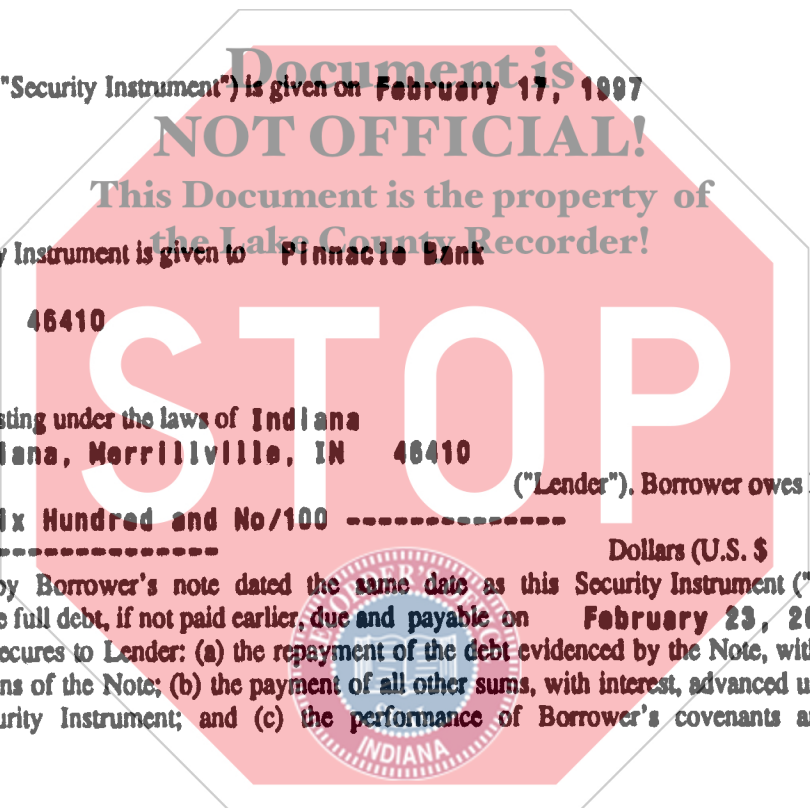 Document is
"Security Instrument") is given on February 17, 1997
NOT OFFICIAL!
This Document is the property of
the Lake County Recorder!
Instrument is given to Pinnacle Bank
46410
STOP
sting under the laws of Indiana
iana, Merrillville, IN 46410
("Lender"). Borrower owes
ix Hundred and No/100 ---------------
---------------
Dollars (U.S. $
by Borrower's note dated the same date as this Security Instrument ("
e full debt, if not paid earlier, due and payable on February 23, 20
ecures to Lender: (a) the repayment of the debt evidenced by the Note, wit
ns of the Note; (b) the payment of all other sums, with interest, advanced u
urity Instrument; and (c) the performance of Borrower's covenants a
INDIANA